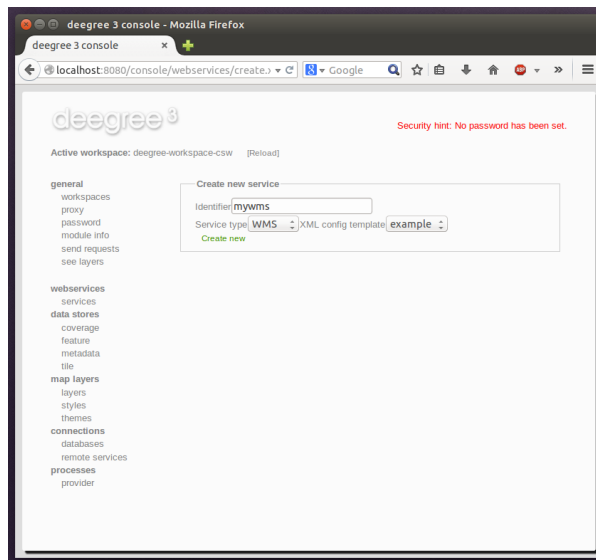 deegree 3 console - Mozilla Firefox
deegree 3 console
localhost:8080/console/webservices/create.
Google
ABP
deegree 3
Security hint: No password has been set.
Active workspace: deegree-workspace-csw [Reload]
general
workspaces
proxy
password
module info
send requests
see layers
webservices
services
data stores
coverage
feature
metadata
tile
map layers
layers
styles
themes
connections
databases
remote services
processes
provider
Create new service
Identifier mywms
Service type WMS XML config template example
Create new